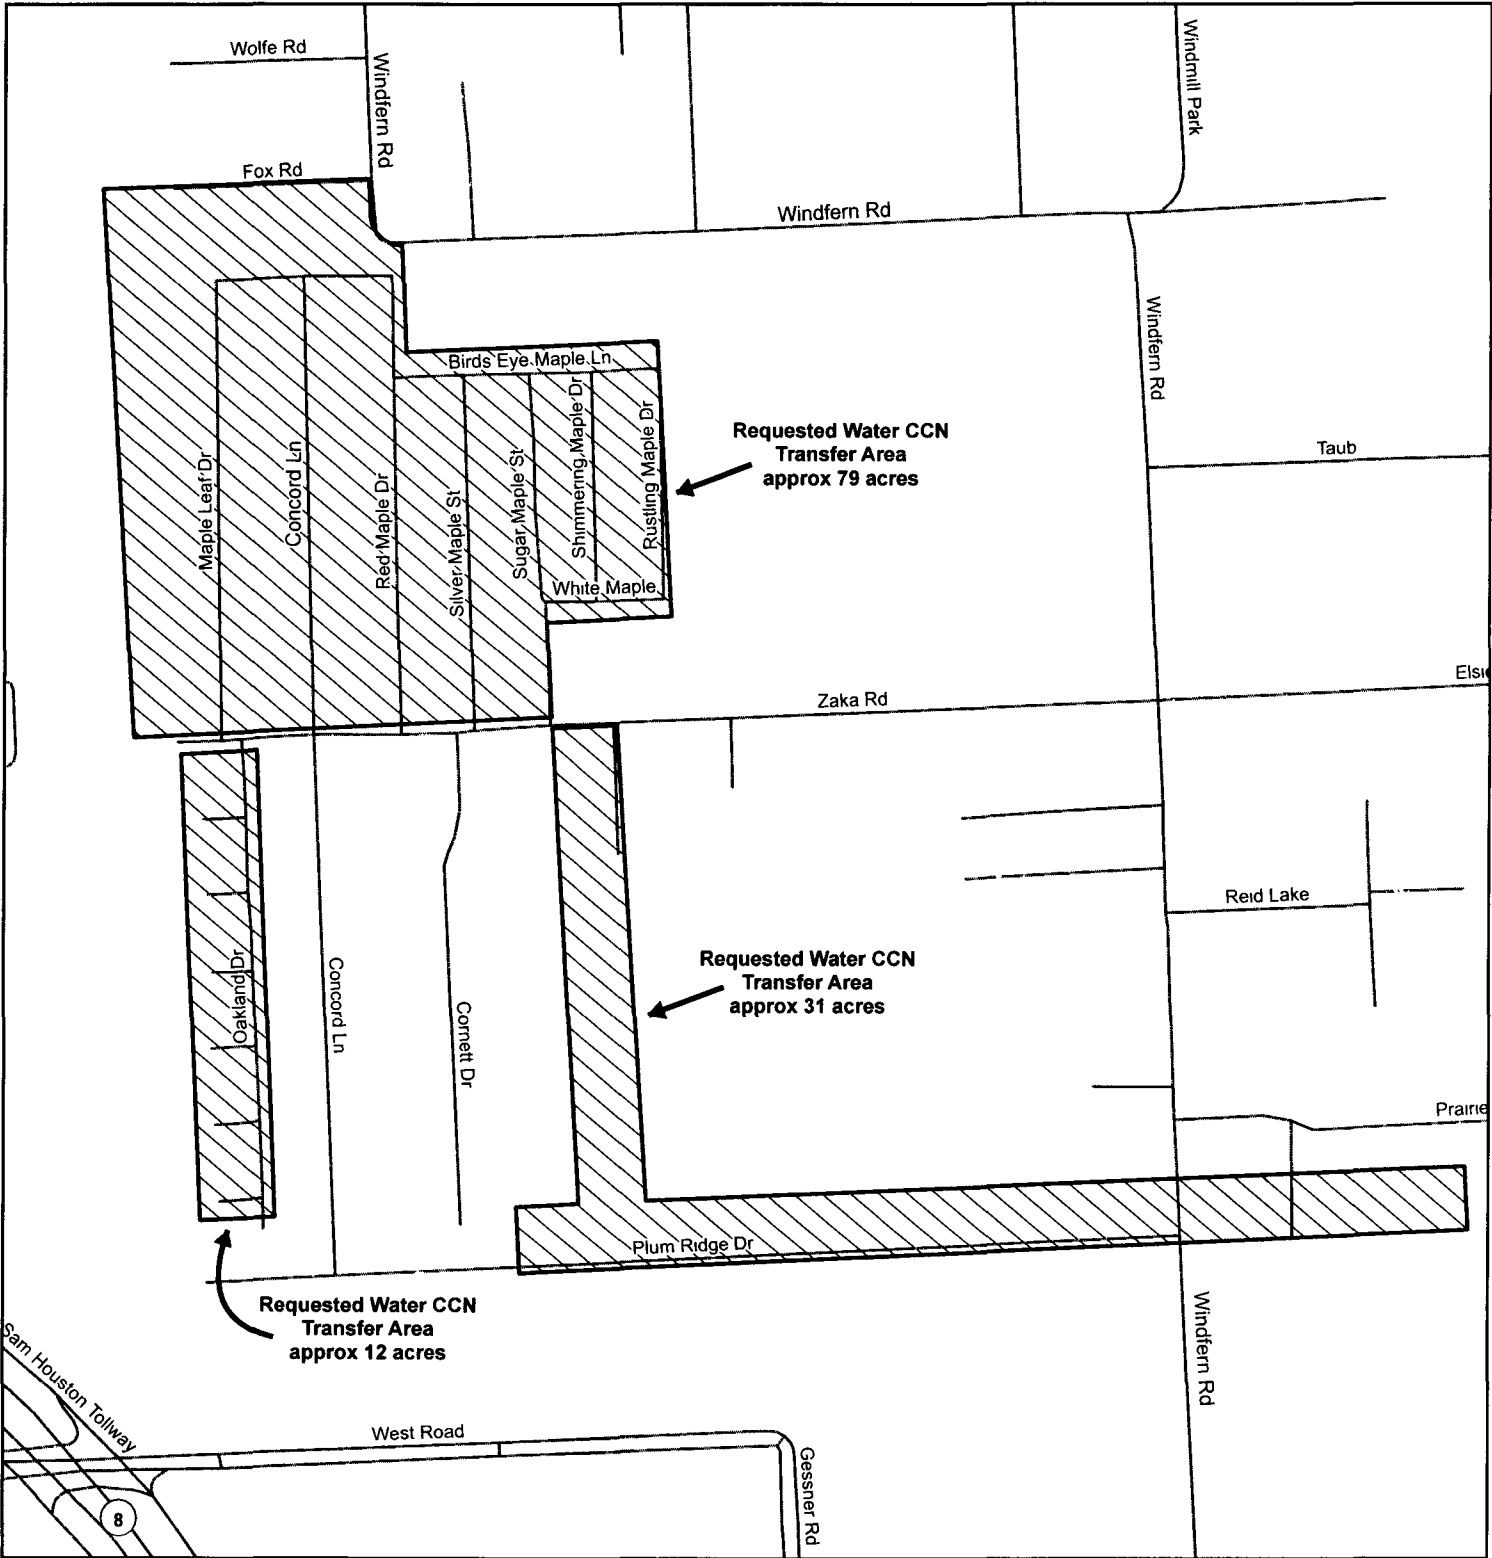 Wolfe Rd
Windfern Rd
Windmill Park
Fox Rd
Windfern Rd
Windfern Rd
Birds Eye Maple Ln
Maple Leaf Dr
Concord Ln
Red Maple Dr
Silver Maple St
Sugar Maple St
Shimmering Maple Dr
Rustling Maple Dr
White Maple
Requested Water CCN
Transfer Area
approx 79 acres
Taub
Elsie
Zaka Rd
Reid Lake
Oakland Dr
Concord Ln
Cornett Dr
Requested Water CCN
Transfer Area
approx 31 acres
Prairie
Plum Ridge Dr
Requested Water CCN
Transfer Area
approx 12 acres
Windfern Rd
Sam Houston Tollway
West Road
Gessner Rd
8